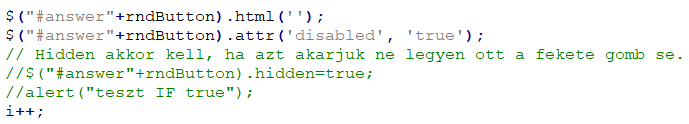 $("#answer"+rndButton).html('');
$("#answer"+rndButton).attr('disabled', 'true');
// Hidden akkor kell, ha azt akarjuk ne legyen ott a fekete gomb se.
//$("#answer"+rndButton).hidden=true;
//alert("teszt IF true");
i++;